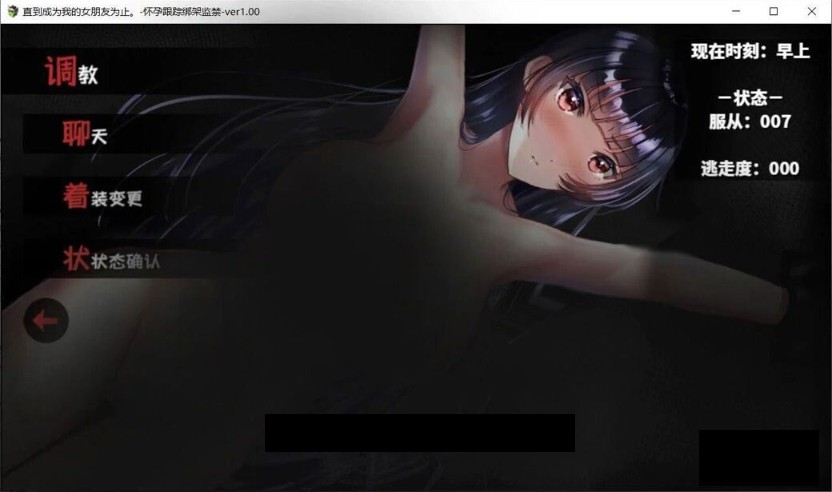 直到成为我的女朋友为止。-怀孕跟踪绑架监禁-ver1.00
现在时刻：早上
调教
－状态－
服从：007
聊天
逃走度：000
着装变更
状状态确认